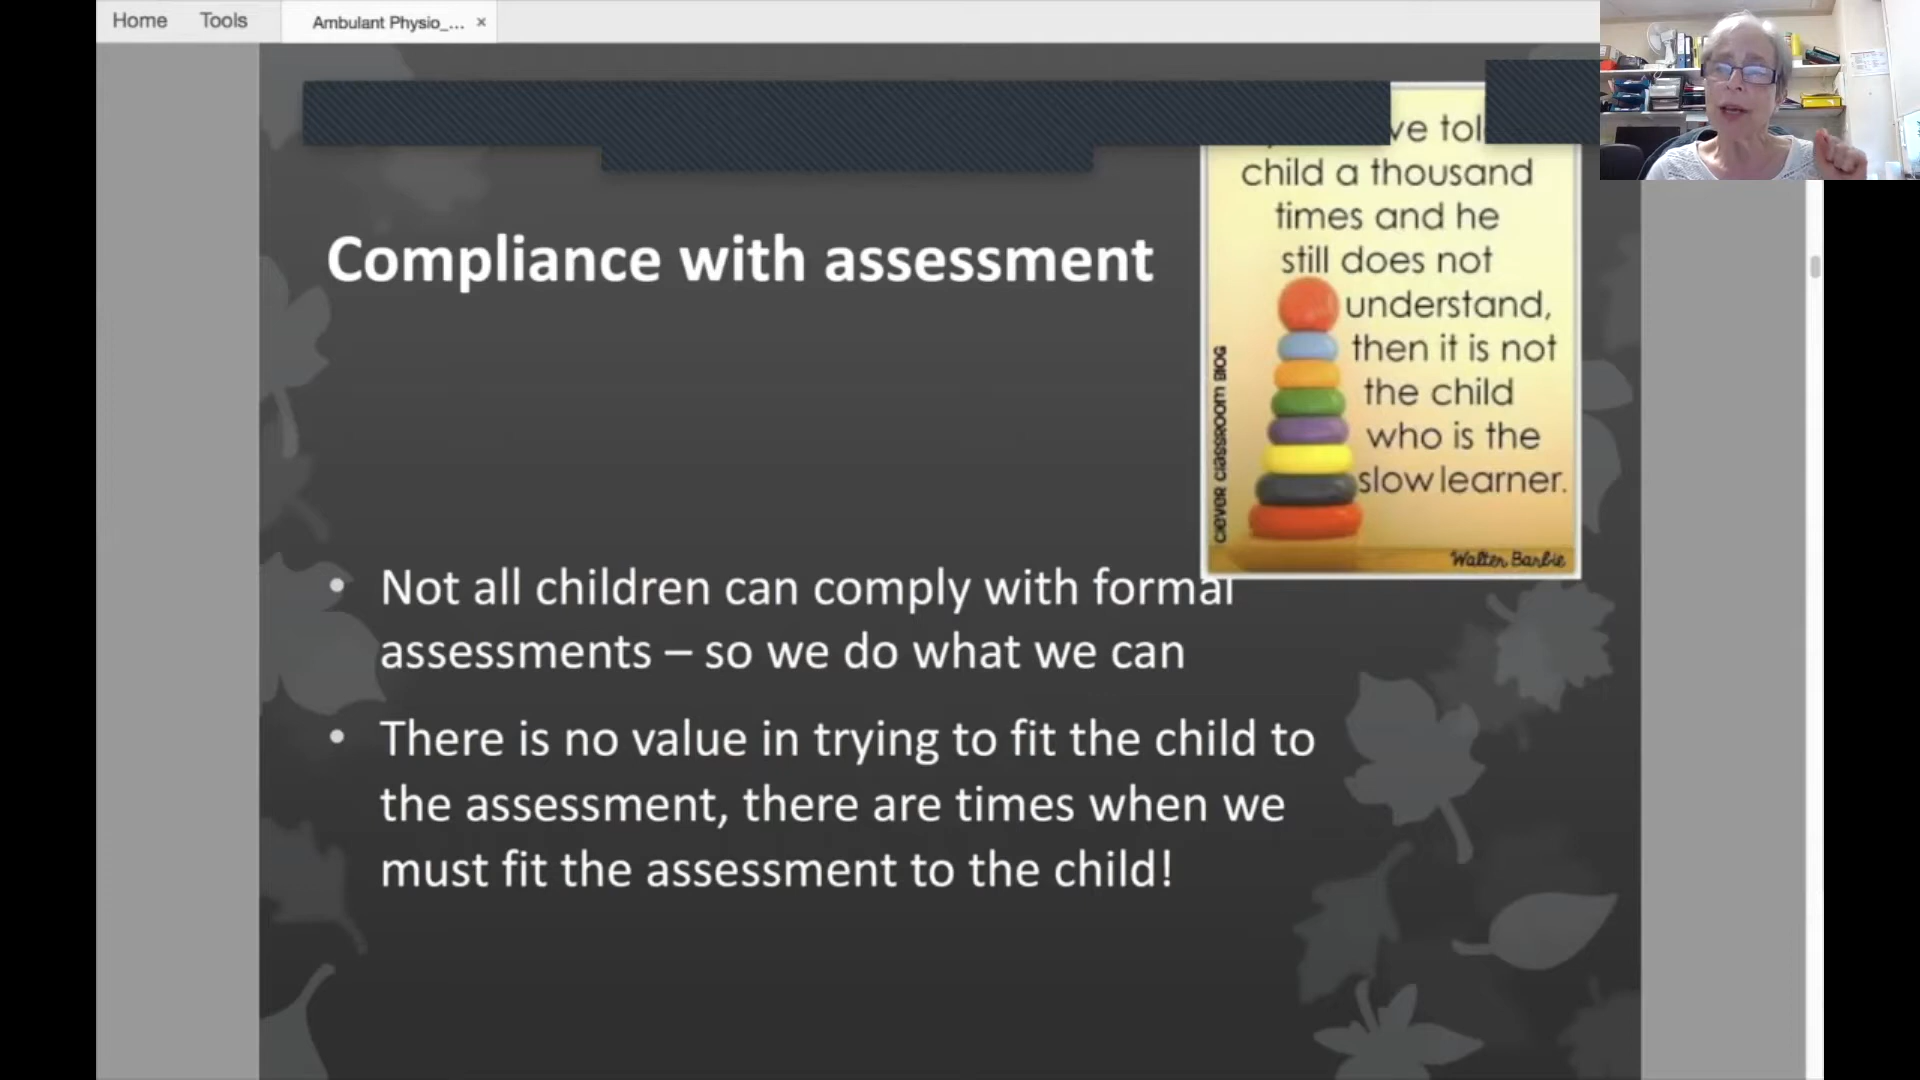 Home Tools Ambulant Physio_...
ve tol
child a thousand
times and he
still does not
understand,
then it is not
the child
who is the
slow learner.
clever classroom blog
Walter Barbie
Compliance with assessment
• Not all children can comply with formal
assessments – so we do what we can
• There is no value in trying to fit the child to
the assessment, there are times when we
must fit the assessment to the child!